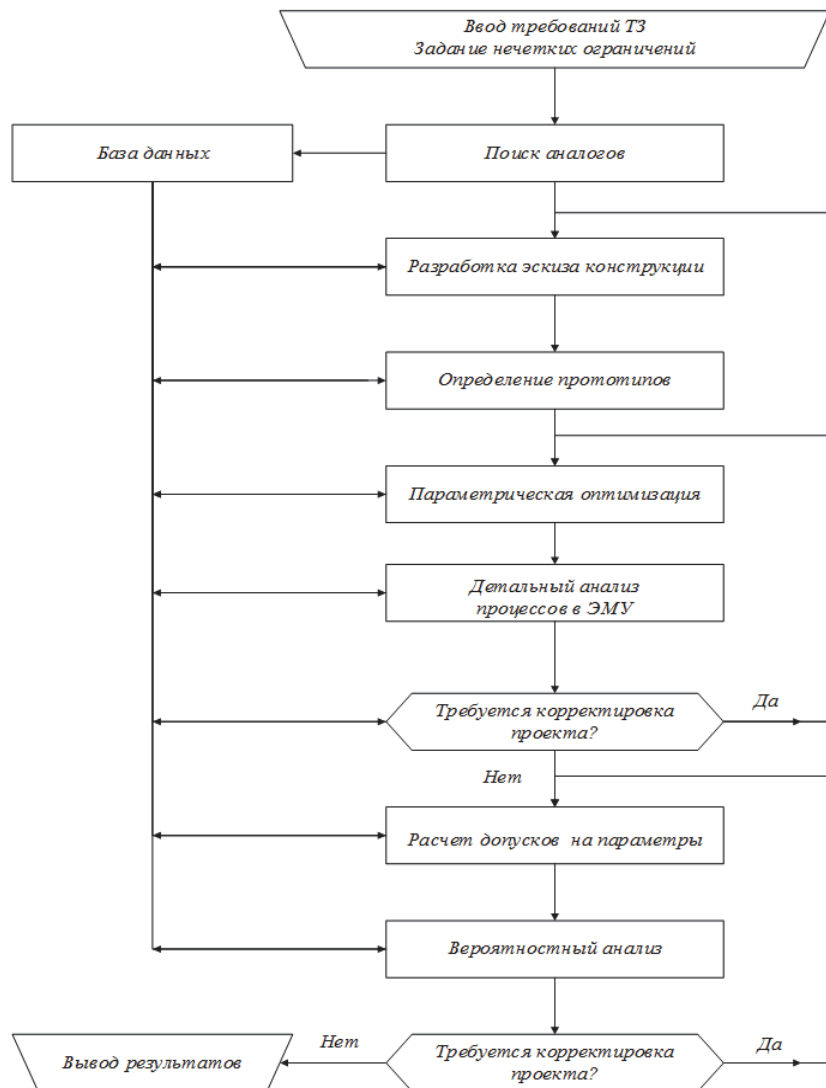 Ввод требований ТЗ
Задание нечетких ограничений
База данных
Поиск аналогов
Разработка эскиза конструкции
Определение прототипов
Параметрическая оптимизация
Детальный анализ
процессов в ЭМУ
Требуется корректировка
проекта?
Да
Нет
Расчет допусков на параметры
Вероятностный анализ
Вывод результатов
Нет
Требуется корректировка
проекта?
Да